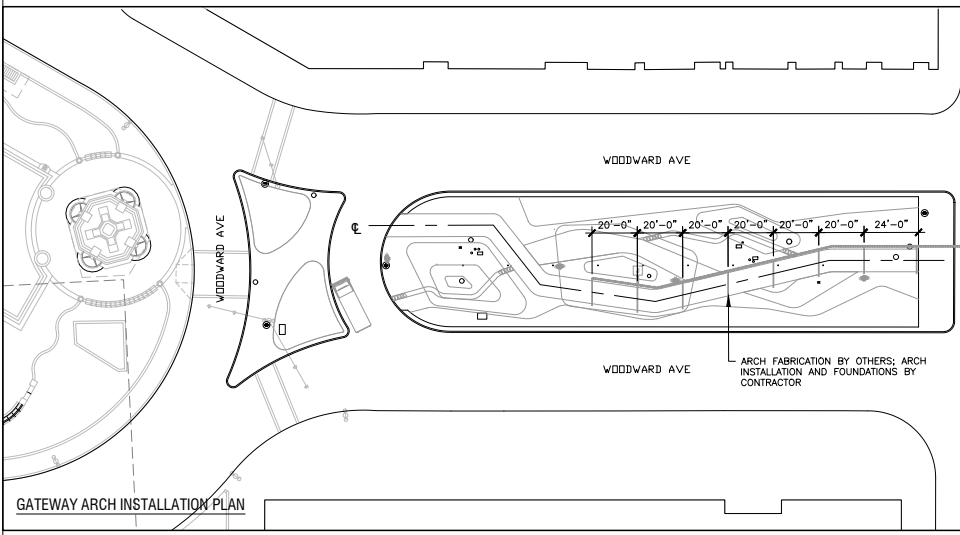 WOODWARD AVE
WOODWARD AVE
℄
20'-0" 20'-0" 20'-0" 20'-0" 20'-0" 20'-0" 24'-0"
WOODWARD AVE
ARCH FABRICATION BY OTHERS; ARCH
INSTALLATION AND FOUNDATIONS BY
CONTRACTOR
GATEWAY ARCH INSTALLATION PLAN